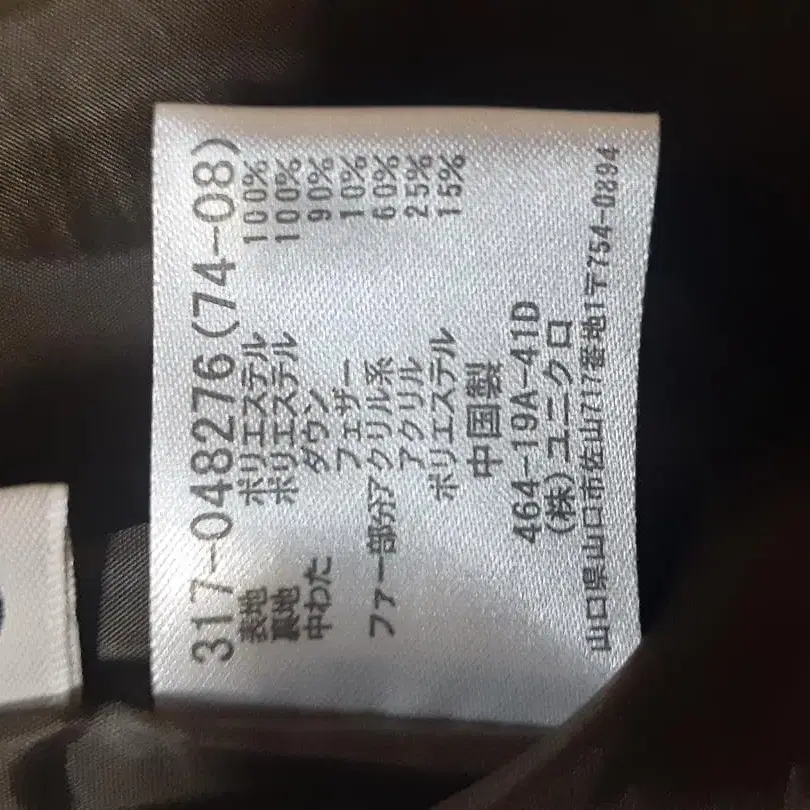 317-048276(74-08)
表地 ポリエステル 100%
裏地 ポリエステル 100%
中わた ダウン 90%
フェザー 10%
ファー部分 アクリル系 60%
アクリル 25%
ポリエステル 15%
中国製
464-19A-41D
(株)ユニクロ
山口県山口市佐山717番地1〒754-0894